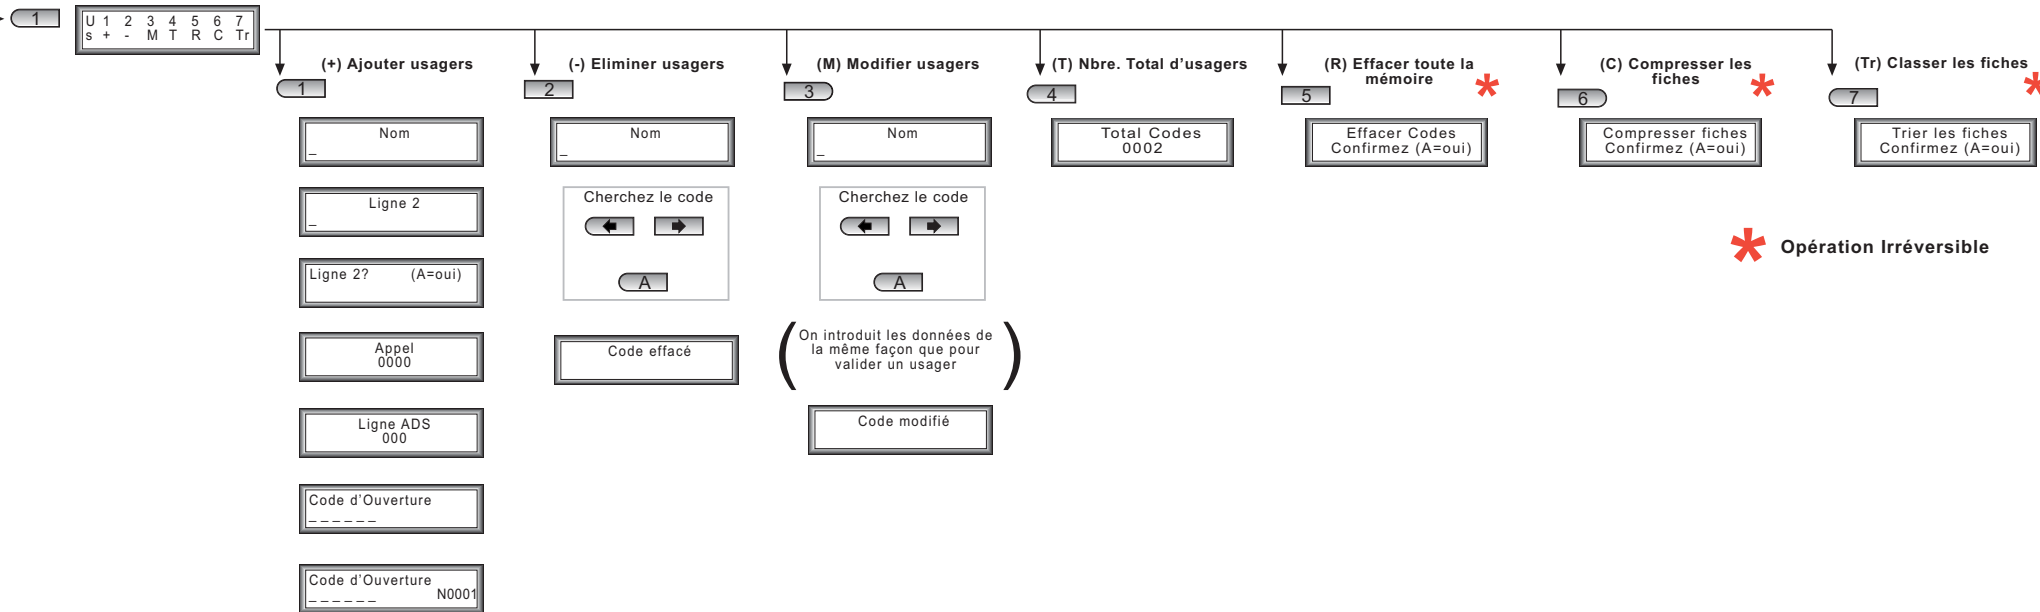 1
U 1 2 3 4 5 6 7
s + - M T R C Tr
(+) Ajouter usagers
1
Nom
_
Ligne 2
_
Ligne 2? (A=oui)
Appel
0000
Ligne ADS
000
Code d’Ouverture
_ _ _ _ _ _
Code d’Ouverture
_ _ _ _ _ _ N0001
(-) Eliminer usagers
2
Nom
_
Cherchez le code
A
Code effacé
(M) Modifier usagers
3
Nom
_
Cherchez le code
A
(On introduit les données de
la même façon que pour
valider un usager)
Code modifié
(T) Nbre. Total d’usagers
4
Total Codes
0002
(R) Effacer toute la
mémoire *
5
Effacer Codes
Confirmez (A=oui)
(C) Compresser les
fiches *
6
Compresser fiches
Confirmez (A=oui)
(Tr) Classer les fiches *
7
Trier les fiches
Confirmez (A=oui)
* Opération Irréversible